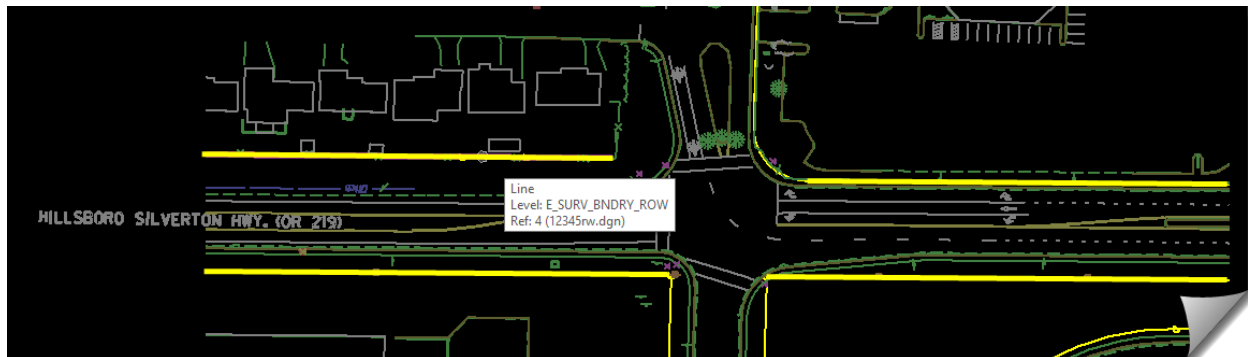 Line
Level: E_SURV_BNDRY_ROW
Ref: 4 (12345rw.dgn)
HILLSBORO SILVERTON HWY. (OR 219)